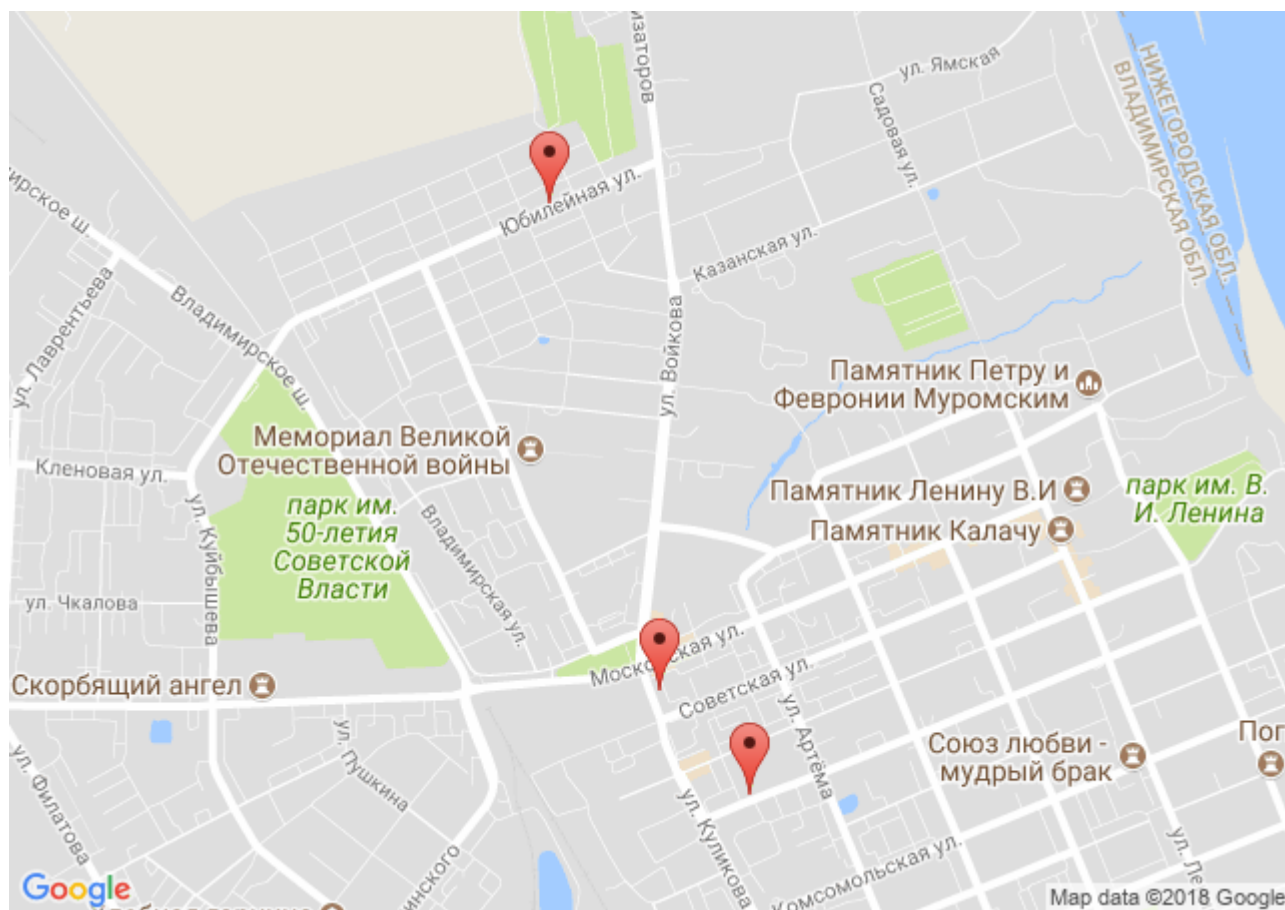 изаторов
ул. Ямская
Садовая ул.
НИЖЕГОРОДСКАЯ ОБЛ.
ВЛАДИМИРСКАЯ ОБЛ.
Юбилейная ул.
ирское ш.
Казанская ул.
ул. Лаврентьева
Владимирское ш.
ул. Войкова
Памятник Петру и
Февронии Муромским
Мемориал Великой
Отечественной войны
Кленовая ул.
парк им.
50-летия
Советской
Власти
ул. Куйбышева
Владимирская ул.
Памятник Ленину В.И
парк им. В.
И. Ленина
Памятник Калачу
ул. Чкалова
Московская ул.
Скорбящий ангел
Советская ул.
ул. Артёма
ул. Пушкина
Союз любви -
мудрый брак
Пог
ул. Филатова
ул. Куликова
Комсомольская ул.
ул. Ле
инского
Google
Map data ©2018 Google